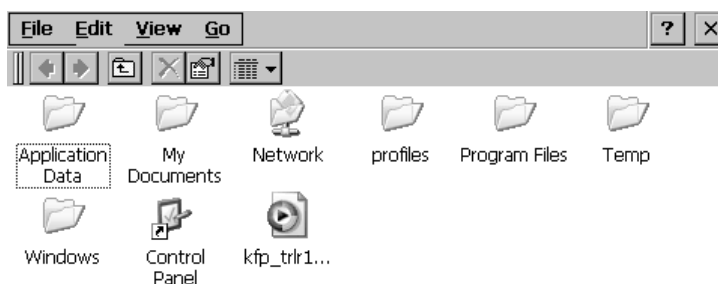 File Edit View Go ? ×
Application Data My Documents Network profiles Program Files Temp
Windows Control Panel kfp_trlr1...